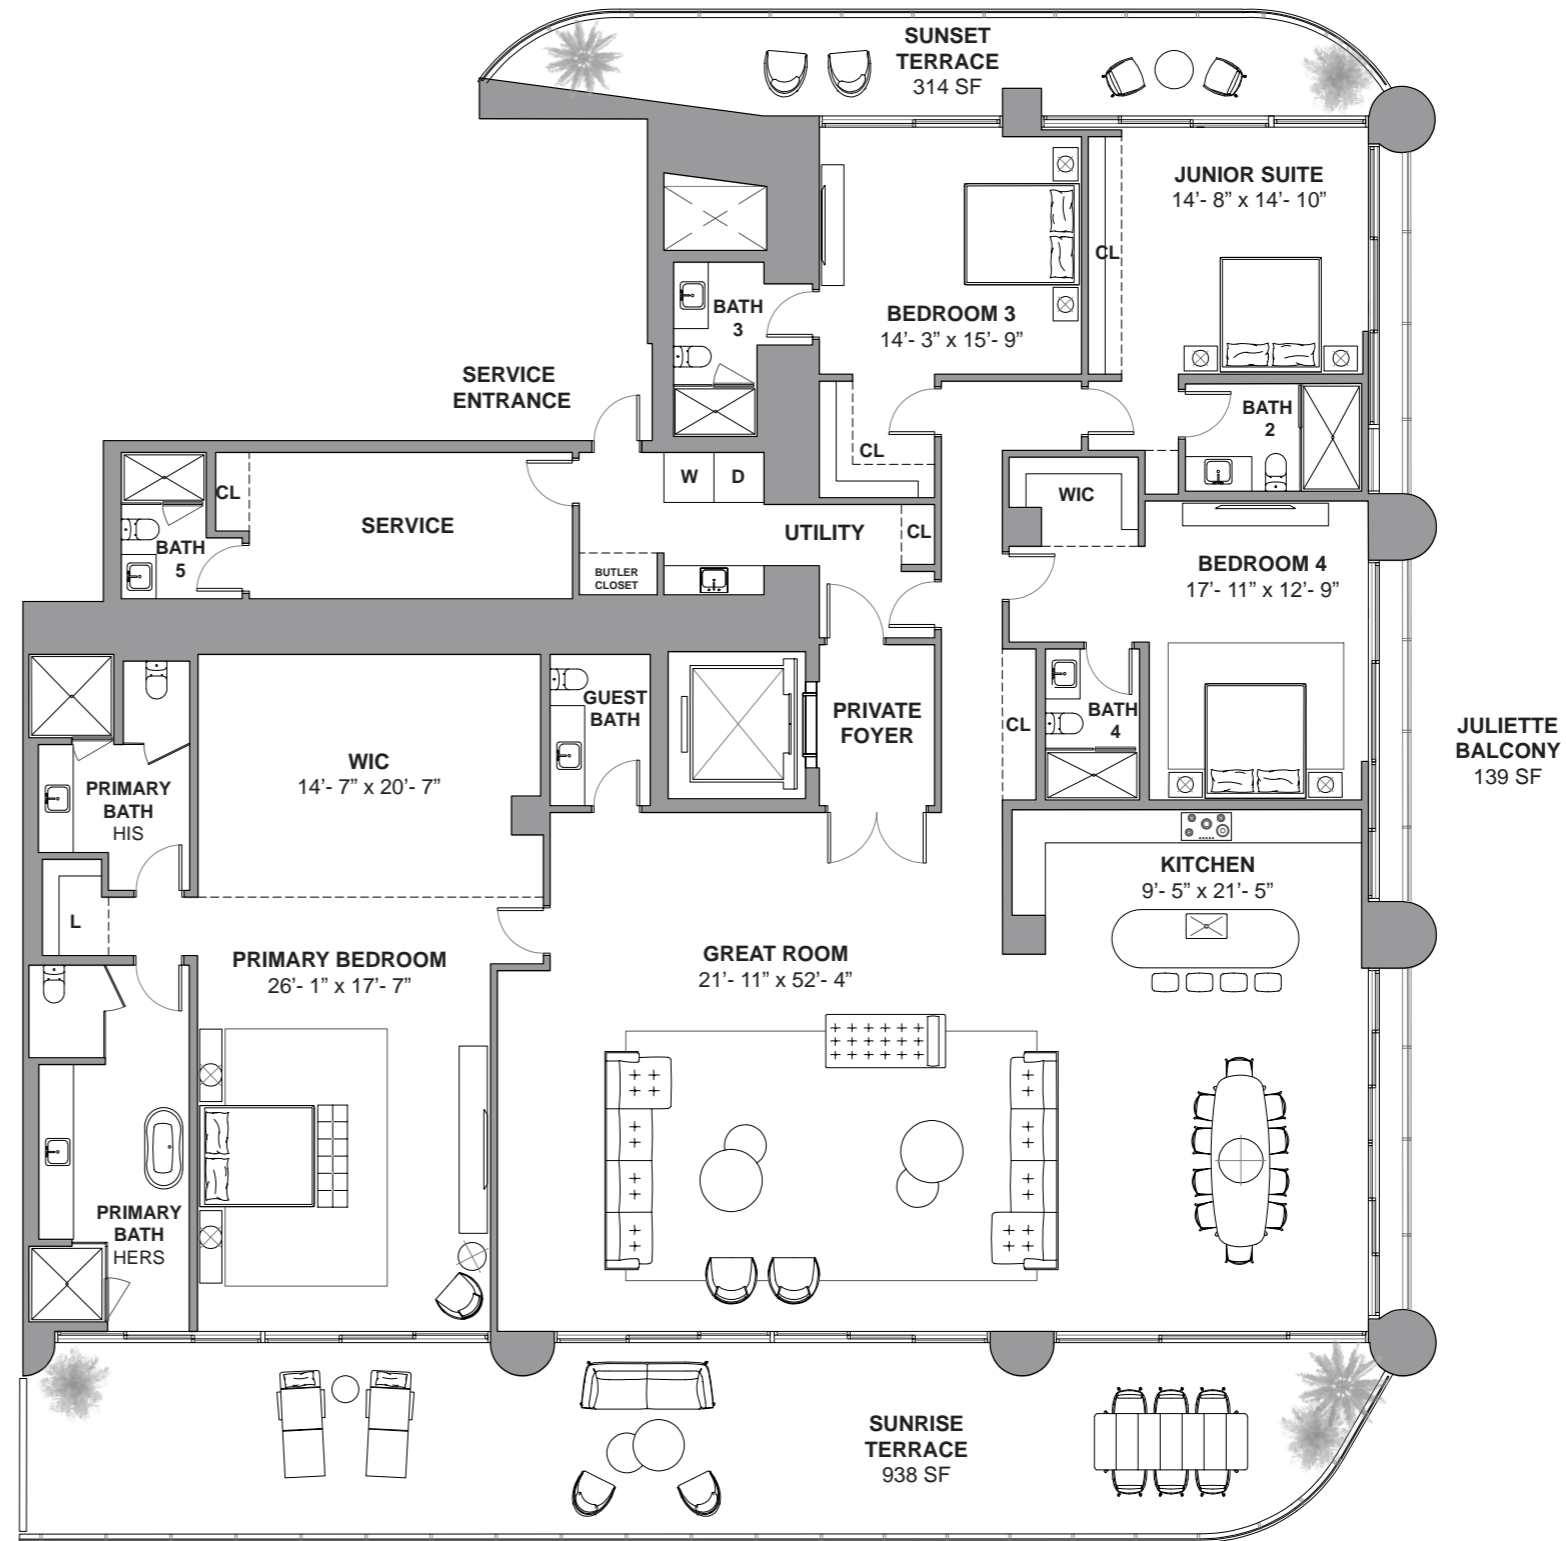 SUNSET
TERRACE
314 SF
JUNIOR SUITE
14’- 8” x 14’- 10”
CL
BEDROOM 3
14’- 3” x 15’- 9”
BATH
3
SERVICE
ENTRANCE
BATH
2
CL
W
D
WIC
CL
SERVICE
UTILITY
CL
BATH
5
BUTLER
CLOSET
BEDROOM 4
17’- 11” x 12’- 9”
GUEST
BATH
PRIVATE
FOYER
CL
BATH
4
JULIETTE
BALCONY
139 SF
WIC
14’- 7” x 20’- 7”
PRIMARY
BATH
HIS
KITCHEN
9’- 5” x 21’- 5”
L
PRIMARY BEDROOM
26’- 1” x 17’- 7”
GREAT ROOM
21’- 11” x 52’- 4”
PRIMARY
BATH
HERS
SUNRISE
TERRACE
938 SF